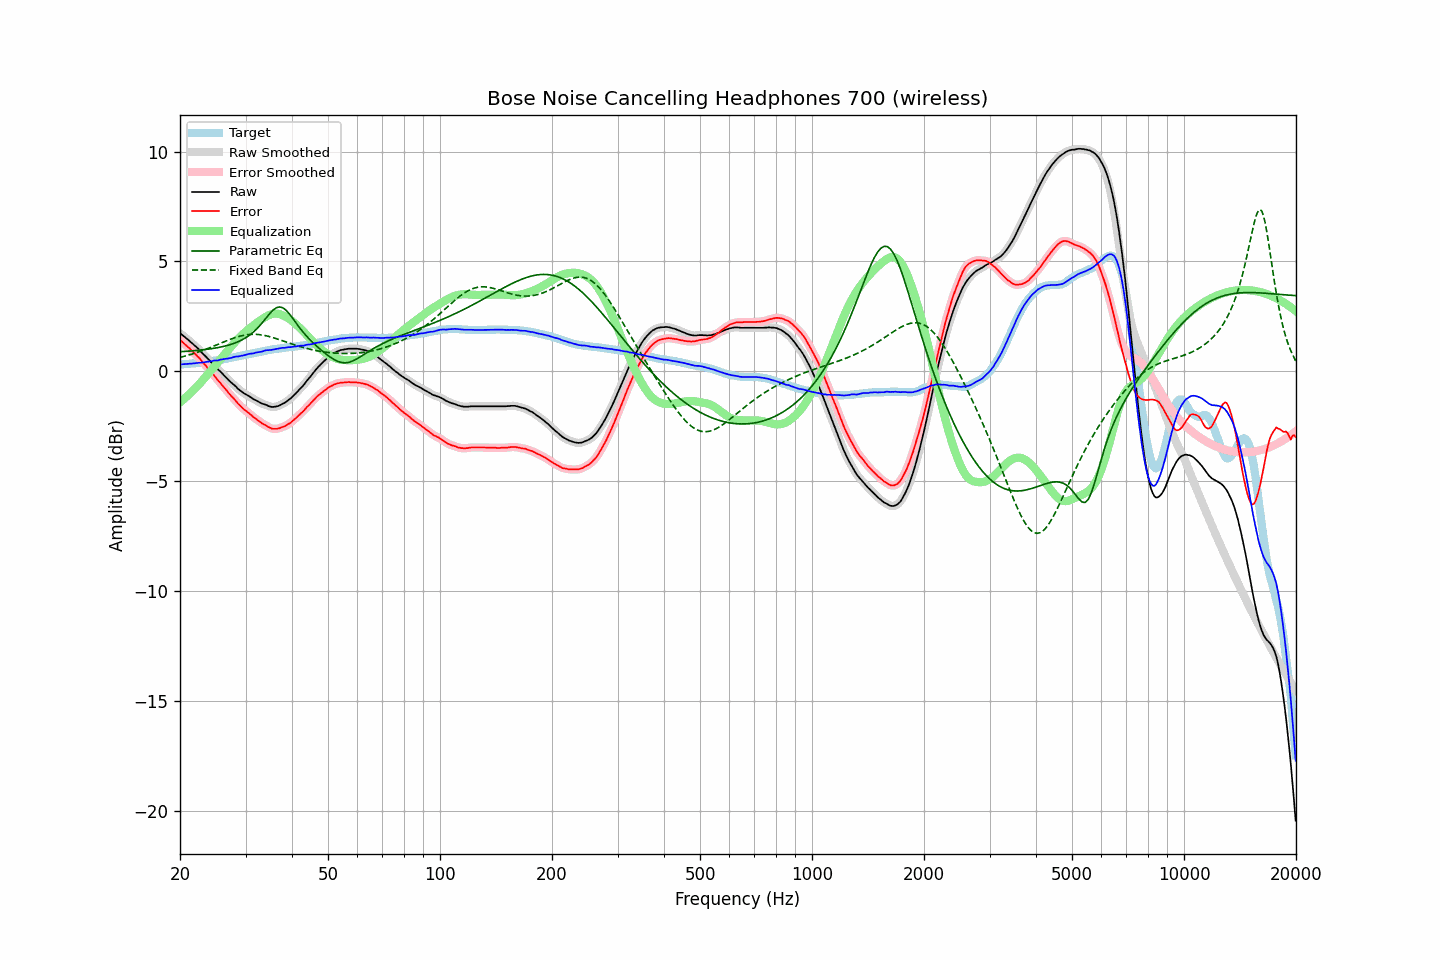 Bose Noise Cancelling Headphones 700 (wireless)
Target
Raw Smoothed
Error Smoothed
Raw
Error
Equalization
Parametric Eq
Fixed Band Eq
Equalized
10
5
0
−5
−10
−15
−20
Amplitude (dBr)
20 50 100 200 500 1000 2000 5000 10000 20000
Frequency (Hz)